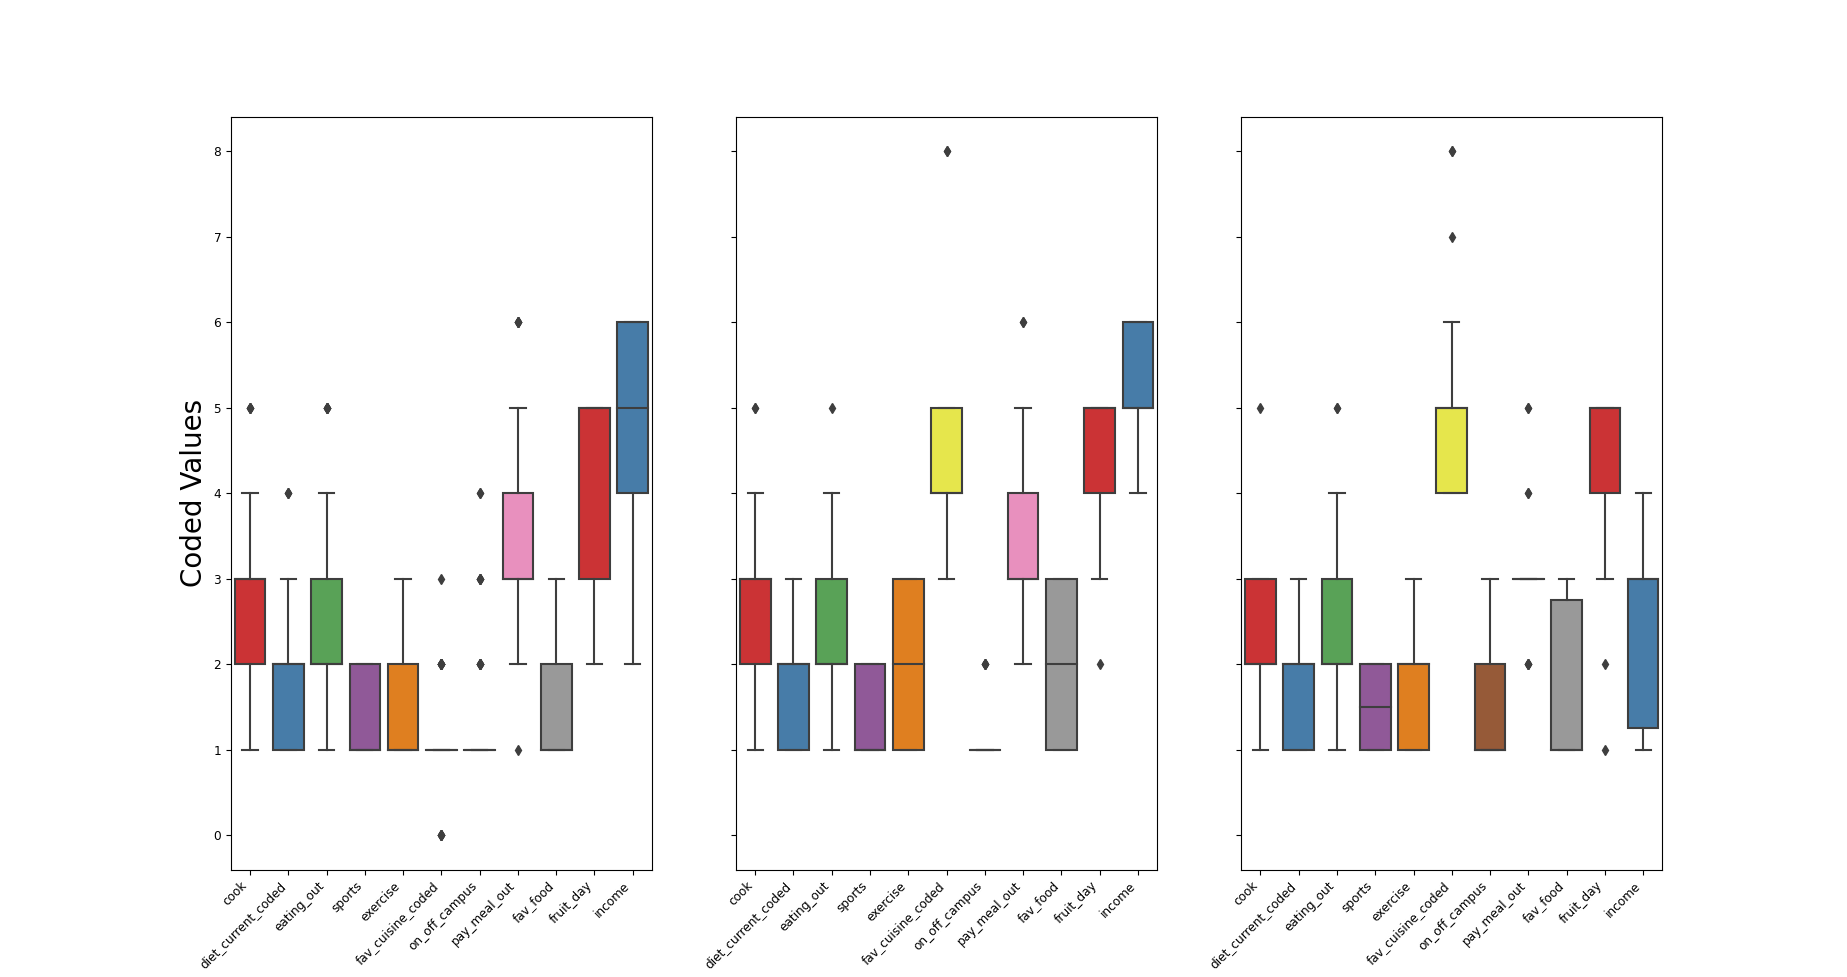 Coded Values
8
7
6
5
4
3
2
1
0
cook
diet_current_coded
eating_out
sports
exercise
fav_cuisine_coded
on_off_campus
pay_meal_out
fav_food
fruit_day
income
cook
diet_current_coded
eating_out
sports
exercise
fav_cuisine_coded
on_off_campus
pay_meal_out
fav_food
fruit_day
income
cook
diet_current_coded
eating_out
sports
exercise
fav_cuisine_coded
on_off_campus
pay_meal_out
fav_food
fruit_day
income